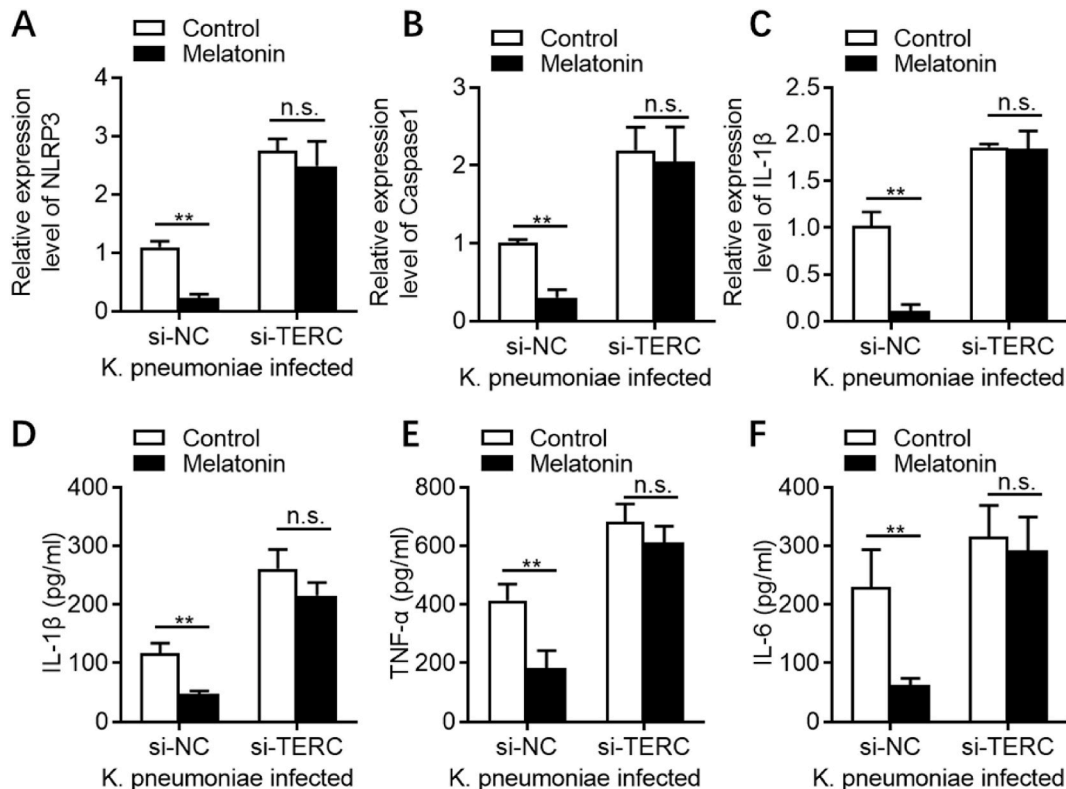 A
Control
Melatonin
Relative expression
level of NLRP3
4
3
2
1
0
**
n.s.
si-NC
si-TERC
K. pneumoniae infected
B
Control
Melatonin
Relative expression
level of Caspase1
3
2
1
0
**
n.s.
si-NC
si-TERC
K. pneumoniae infected
C
Control
Melatonin
Relative expression
level of IL-1β
2.5
2.0
1.5
1.0
0.5
0.0
**
n.s.
si-NC
si-TERC
K. pneumoniae infected
D
Control
Melatonin
IL-1β (pg/ml)
400
300
200
100
0
**
n.s.
si-NC
si-TERC
K. pneumoniae infected
E
Control
Melatonin
TNF-α (pg/ml)
800
600
400
200
0
**
n.s.
si-NC
si-TERC
K. pneumoniae infected
F
Control
Melatonin
IL-6 (pg/ml)
400
300
200
100
0
**
n.s.
si-NC
si-TERC
K. pneumoniae infected